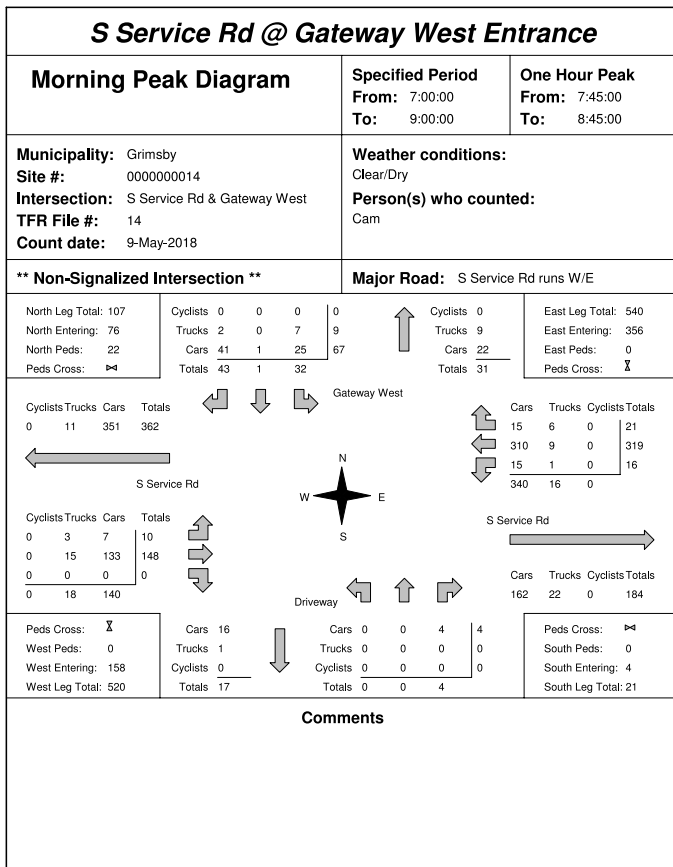 S Service Rd @ Gateway West Entrance
Morning Peak Diagram
Specified Period
From: 7:00:00
To: 9:00:00
One Hour Peak
From: 7:45:00
To: 8:45:00
Municipality: Grimsby
Site #: 0000000014
Intersection: S Service Rd & Gateway West
TFR File #: 14
Count date: 9-May-2018
Weather conditions:
Clear/Dry
Person(s) who counted:
Cam
** Non-Signalized Intersection **
Major Road: S Service Rd runs W/E
North Leg Total: 107
North Entering: 76
North Peds: 22
Peds Cross:
Cyclists 0 0 0 0
Trucks 2 0 7 9
Cars 41 1 25 67
Totals 43 1 32
Cyclists 0
Trucks 9
Cars 22
Totals 31
East Leg Total: 540
East Entering: 356
East Peds: 0
Peds Cross:
Gateway West
Cyclists Trucks Cars Totals
0 11 351 362
S Service Rd
Cars Trucks Cyclists Totals
15 6 0 21
310 9 0 319
15 1 0 16
340 16 0
N
W E
S
Cyclists Trucks Cars Totals
0 3 7 10
0 15 133 148
0 0 0 0
0 18 140
S Service Rd
Cars Trucks Cyclists Totals
162 22 0 184
Driveway
Peds Cross:
West Peds: 0
West Entering: 158
West Leg Total: 520
Cars 16
Trucks 1
Cyclists 0
Totals 17
Cars 0 0 4 4
Trucks 0 0 0 0
Cyclists 0 0 0 0
Totals 0 0 4
Peds Cross:
South Peds: 0
South Entering: 4
South Leg Total: 21
Comments